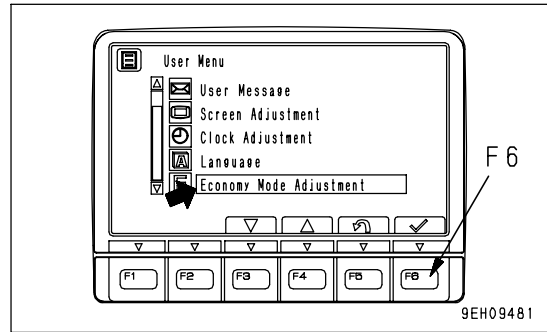 User Menu
User Message
Screen Adjustment
Clock Adjustment
A Language
E Economy Mode Adjustment
F6
F1 F2 F3 F4 F5 F6
9EH09481